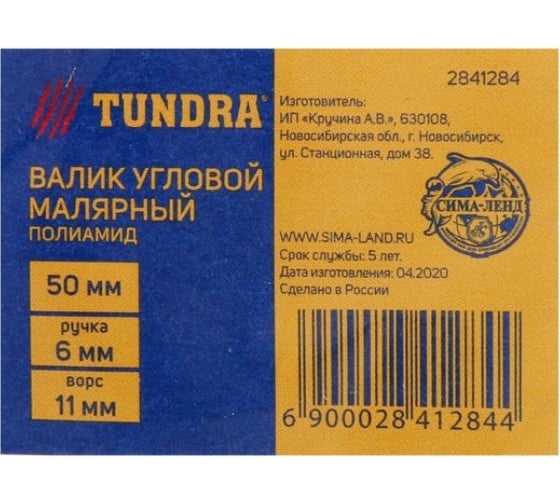 TUNDRA
ВАЛИК УГЛОВОЙ
МАЛЯРНЫЙ
ПОЛИАМИД
50 мм
ручка
6 мм
ворс
11 мм
2841284
Изготовитель:
ИП «Кручина А.В.», 630108,
Новосибирская обл., г. Новосибирск,
ул. Станционная, дом 38.
СИМА-ЛЕНД
WWW.SIMA-LAND.RU
Срок службы: 5 лет.
Дата изготовления: 04.2020
Сделано в России
6 900028 412844